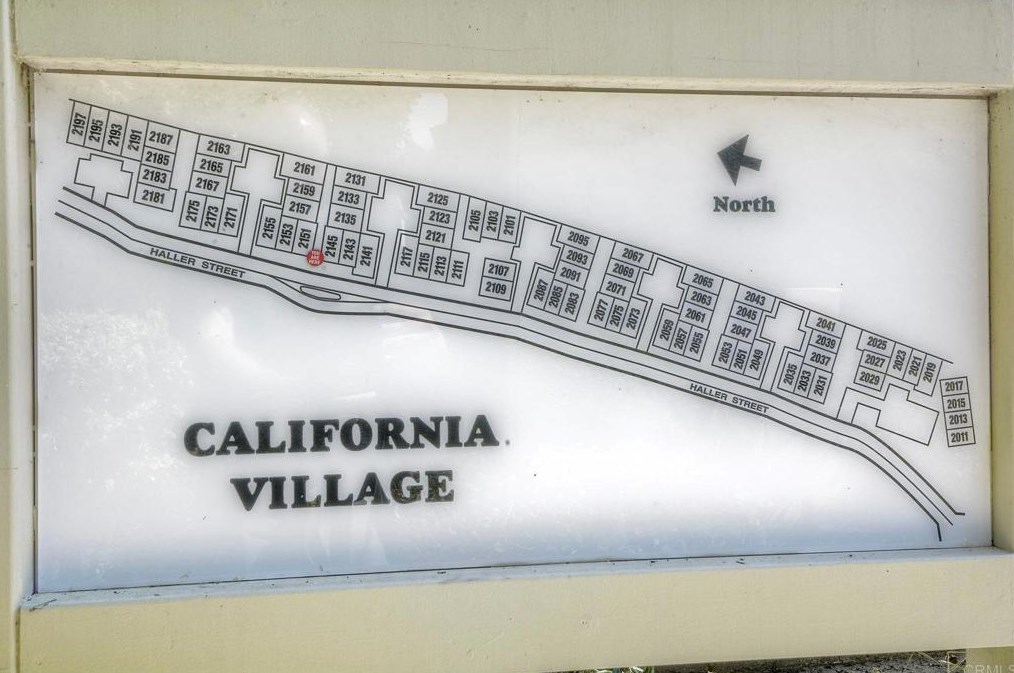 2197 2195 2193 2191 2187
2185
2183
2181
2163
2165
2167
2175 2173 2171
2161
2159
2157
2155 2153 2151
YOU
ARE
HERE
2131
2133
2135
2145 2143 2141
2125
2123
2121
2117 2115 2113 2111
2105 2103 2101
2107
2109
2095
2093
2091
2087 2085 2083
2067
2069
2071
2077 2075 2073
2065
2063
2061
2059 2057 2055
2043
2045
2047
2053 2051 2049
2041
2039
2037
2035 2033 2031
2025
2027
2029
2023 2021 2019
2017
2015
2013
2011
North
HALLER STREET
HALLER STREET
CALIFORNIA
VILLAGE
CRMLS